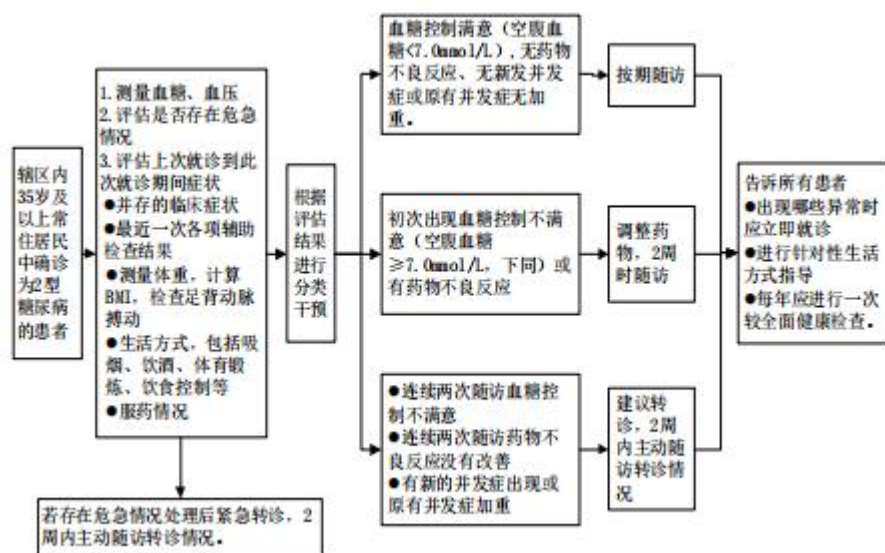 辖区内
35岁及
以上常
住居民
中确诊
为2型
糖尿病
的患者
1.测量血糖、血压
2.评估是否存在危急
情况
3.评估上次就诊到此
次就诊期间症状
●并存的临床症状
●最近一次各项辅助
检查结果
●测量体重，计算
BMI，检查足背动脉
搏动
●生活方式，包括吸
烟、饮酒、体育锻
炼、饮食控制等
●服药情况
若存在危急情况处理后紧急转诊，2
周内主动随访转诊情况。
根据
评估
结果
进行
分类
干预
血糖控制满意（空腹血
糖<7.0mmol/L），无药物
不良反应、无新发并发
症或原有并发症无加
重。
按期随访
初次出现血糖控制不满
意（空腹血糖
≥7.0mmol/L，下同）或
有药物不良反应
调整药
物，2周
时随访
●连续两次随访血糖控
制不满意
●连续两次随访药物不
良反应没有改善
●有新的并发症出现或
原有并发症加重
建议转
诊，2周
内主动随
访转诊情
况
告诉所有患者
●出现哪些异常时
应立即就诊
●进行针对性生活
方式指导
●每年应进行一次
较全面健康检查。